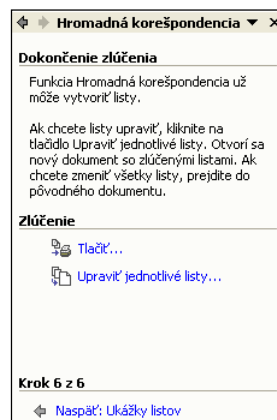 Hromadná korešpondencia
Dokončenie zlúčenia
Funkcia Hromadná korešpondencia už
môže vytvoriť listy.
Ak chcete listy upraviť, kliknite na
tlačidlo Upraviť jednotlivé listy. Otvorí sa
nový dokument so zlúčenými listami. Ak
chcete zmeniť všetky listy, prejdite do
pôvodného dokumentu.
Zlúčenie
Tlačiť...
Upraviť jednotlivé listy...
Krok 6 z 6
Naspäť: Ukážky listov